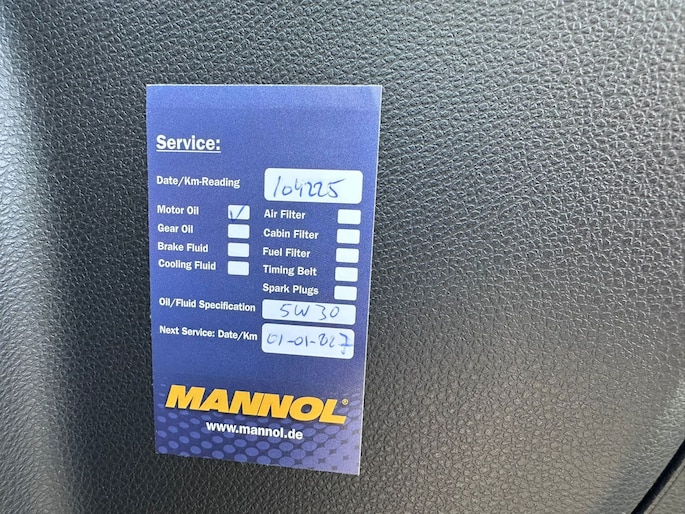 Service:
Date/Km-Reading 104225
Motor Oil Air Filter
Gear Oil Cabin Filter
Brake Fluid Fuel Filter
Cooling Fluid Timing Belt
Spark Plugs
Oil/Fluid Specification 5W30
Next Service: Date/Km
MANNOL®
www.mannol.de